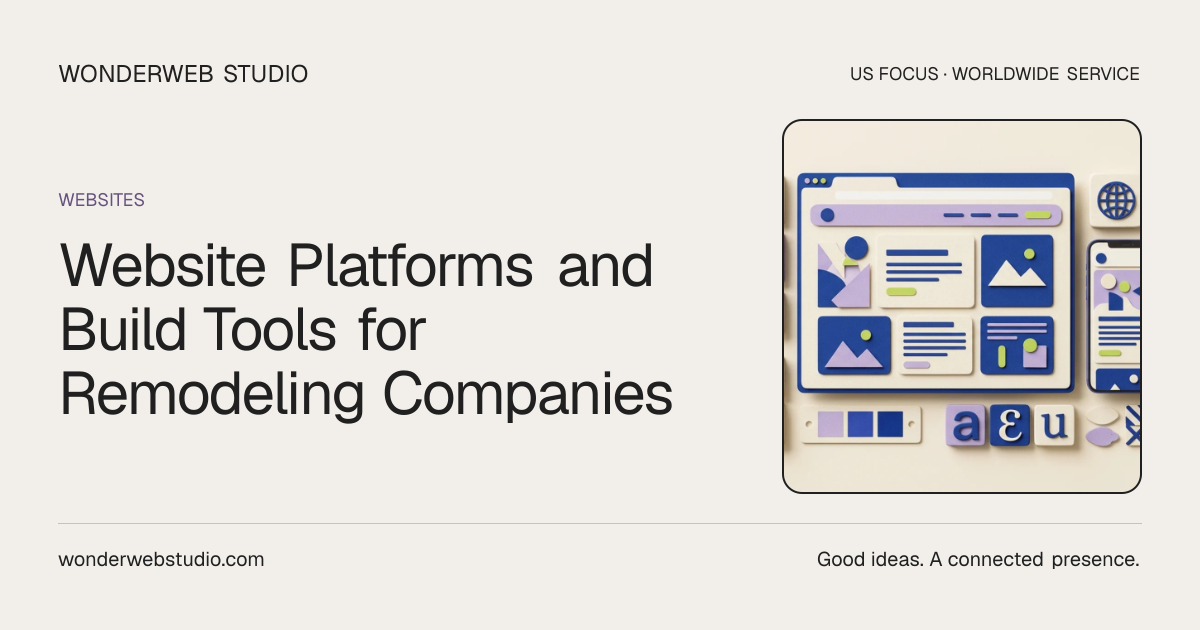 WONDERWEB STUDIO
US FOCUS · WORLDWIDE SERVICE
WEBSITES
Website Platforms and
Build Tools for
Remodeling Companies
a ε u
wonderwebstudio.com
Good ideas. A connected presence.